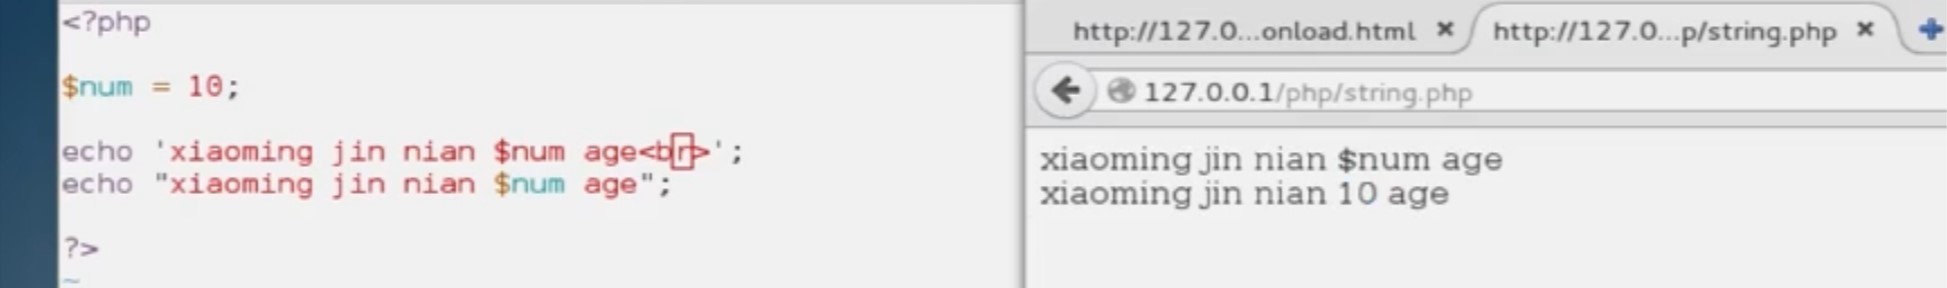 <?php
$num = 10;
echo 'xiaoming jin nian $num age<br>';
echo "xiaoming jin nian $num age";
?>
~
http://127.0...onload.html
http://127.0...p/string.php
127.0.0.1/php/string.php
xiaoming jin nian $num age
xiaoming jin nian 10 age